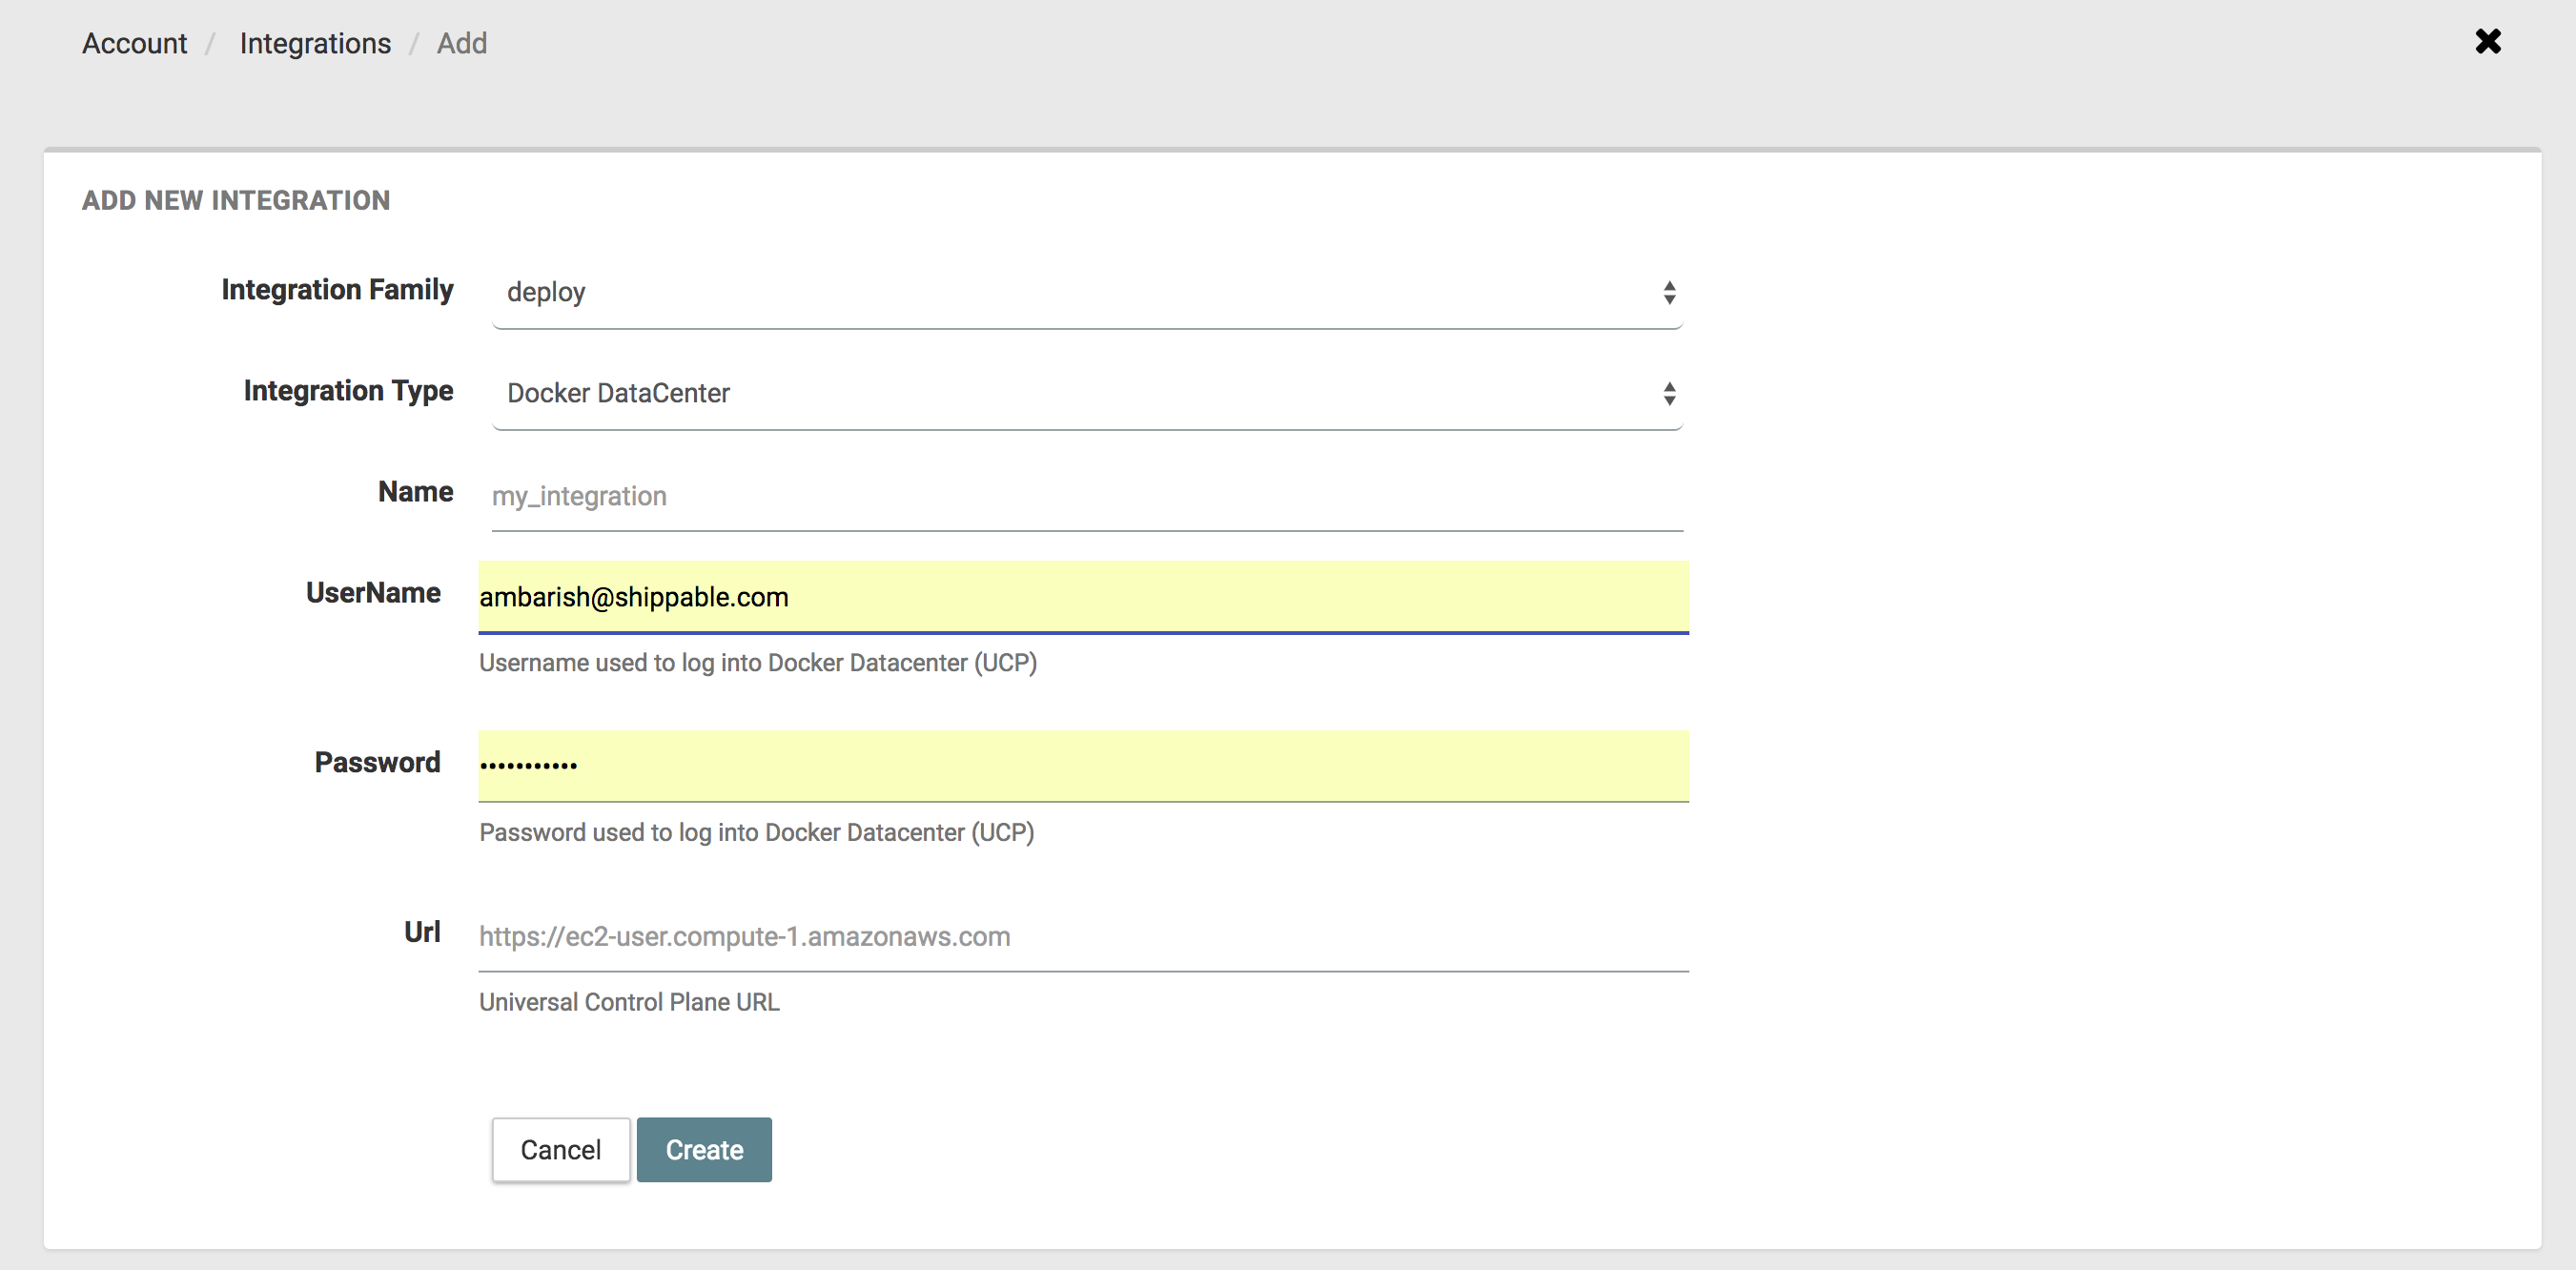 Account / Integrations / Add
ADD NEW INTEGRATION
Integration Family deploy
Integration Type Docker DataCenter
Name my_integration
UserName ambarish@shippable.com
Username used to log into Docker Datacenter (UCP)
Password •••••••••••
Password used to log into Docker Datacenter (UCP)
Url https://ec2-user.compute-1.amazonaws.com
Universal Control Plane URL
Cancel Create